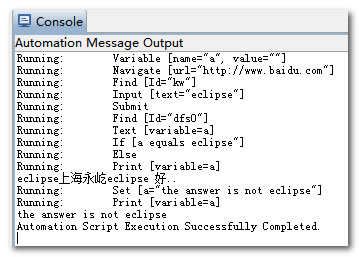 Console
Automation Message Output
Running: Variable [name="a", value=""]
Running: Navigate [url="http://www.baidu.com"]
Running: Find [Id="kw"]
Running: Input [text="eclipse"]
Running: Submit
Running: Find [Id="dfs0"]
Running: Text [variable=a]
Running: If [a equals eclipse"]
Running: Else
Running: Print [variable=a]
eclipse上海永屹eclipse 好..
Running: Set [a="the answer is not eclipse"]
Running: Print [variable=a]
the answer is not eclipse
Automation Script Execution Successfully Completed.